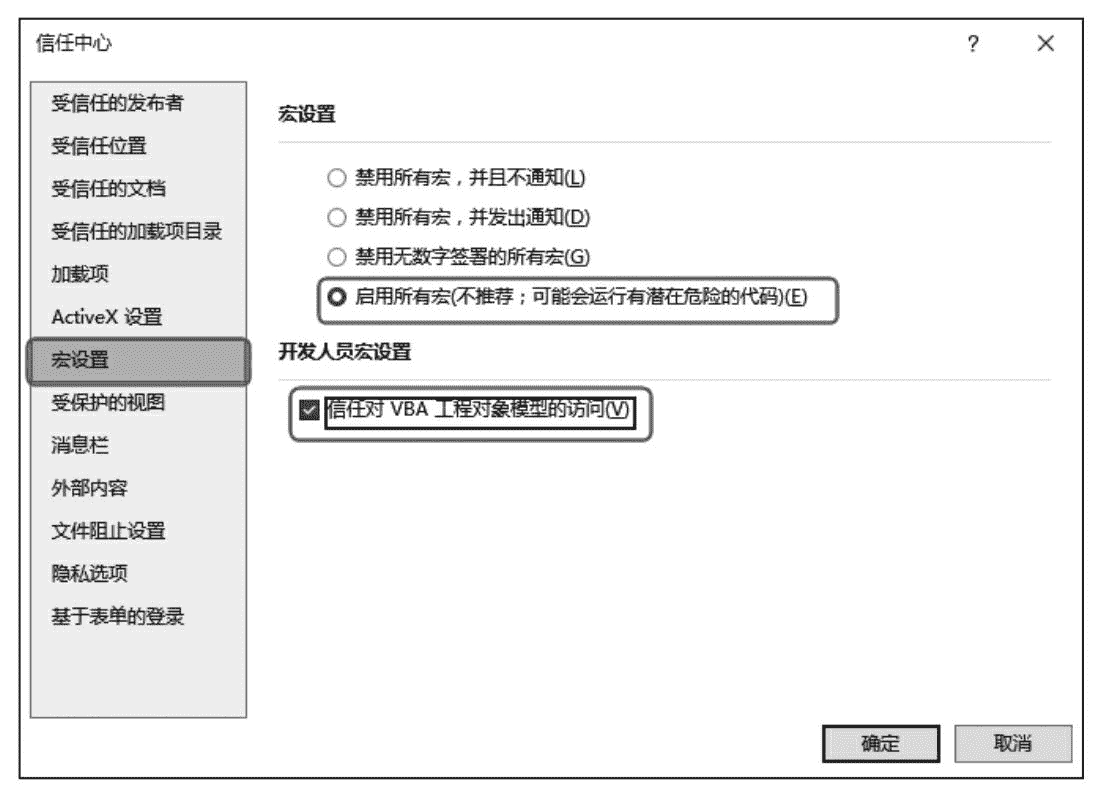 信任中心
?
受信任的发布者
受信任位置
受信任的文档
受信任的加载项目录
加载项
ActiveX 设置
宏设置
受保护的视图
消息栏
外部内容
文件阻止设置
隐私选项
基于表单的登录
宏设置
禁用所有宏，并且不通知(L)
禁用所有宏，并发出通知(D)
禁用无数字签署的所有宏(G)
启用所有宏(不推荐；可能会运行有潜在危险的代码)(E)
开发人员宏设置
信任对 VBA 工程对象模型的访问(V)
确定
取消